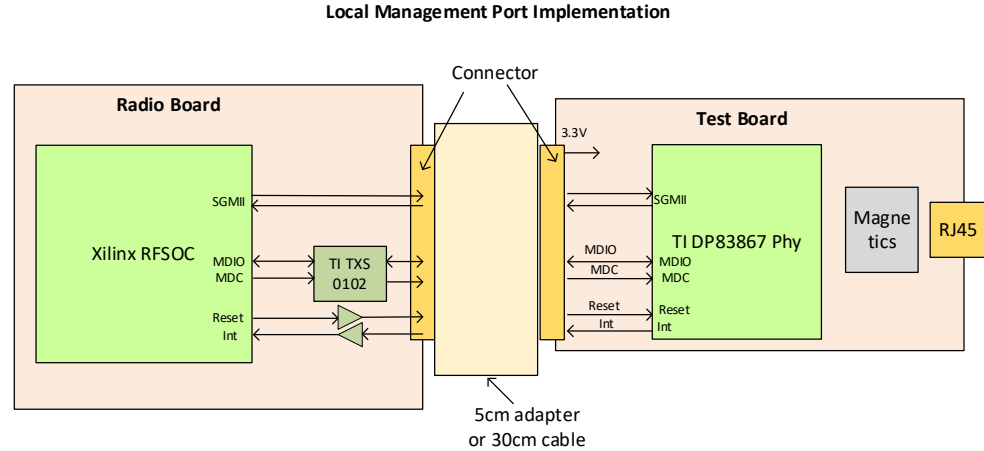 Local Management Port Implementation
Connector
Radio Board
Test Board
3.3V
SGMII
SGMII
Xilinx RFSOC
TI DP83867 Phy
Magne
tics
RJ45
MDIO
MDC
TI TXS
0102
MDIO
MDC
MDIO
MDC
Reset
Int
Reset
Int
Reset
Int
5cm adapter
or 30cm cable